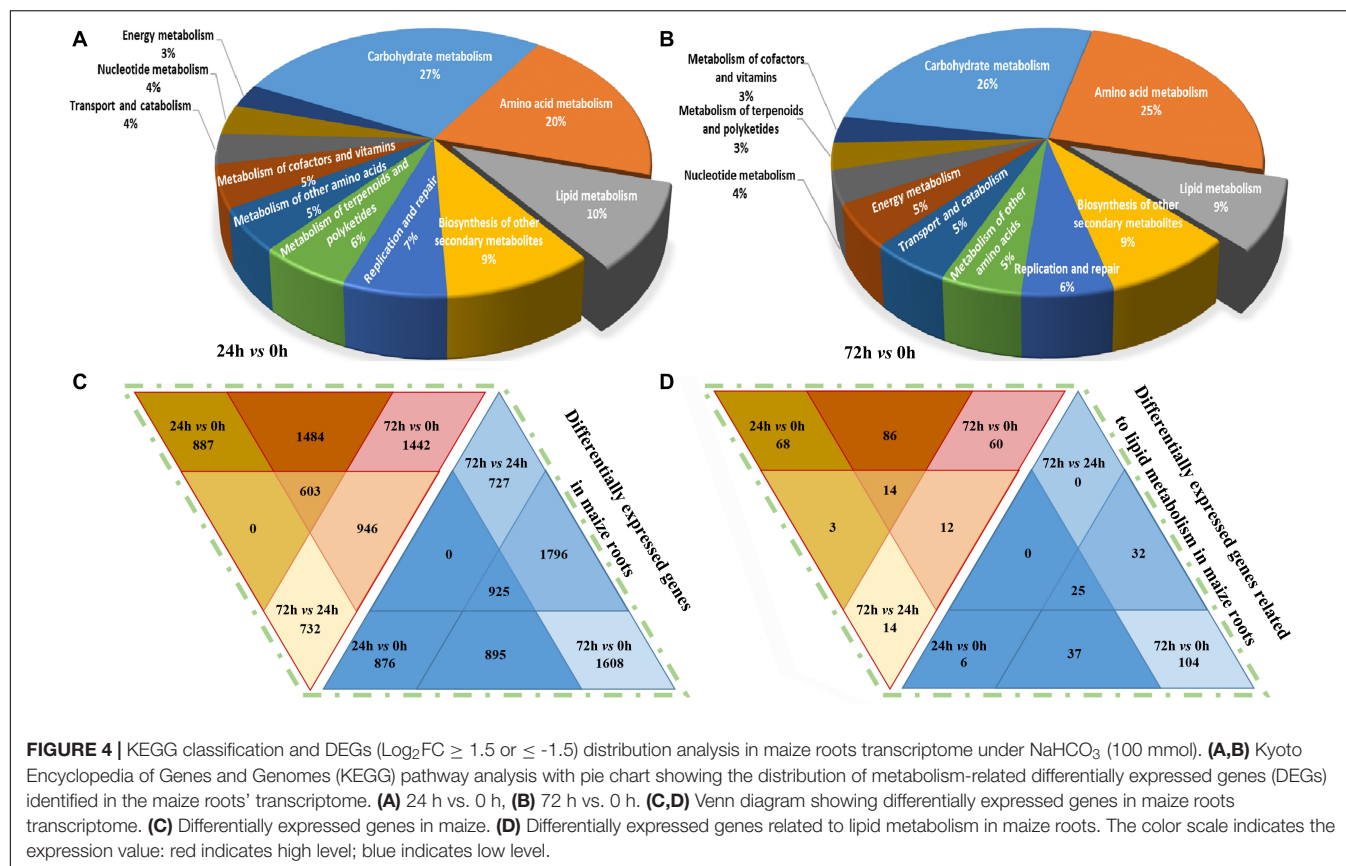 A
Energy metabolism
3%
Nucleotide metabolism
4%
Transport and catabolism
4%
Carbohydrate metabolism
27%
Amino acid metabolism
20%
Lipid metabolism
10%
Biosynthesis of other
secondary metabolites
9%
Replication and repair
7%
Metabolism of terpenoids and
polyketides
6%
Metabolism of other amino acids
5%
Metabolism of cofactors and vitamins
5%
24h vs 0h
B
Metabolism of cofactors
and vitamins
3%
Metabolism of terpenoids
and polyketides
3%
Nucleotide metabolism
4%
Carbohydrate metabolism
26%
Amino acid metabolism
25%
Lipid metabolism
9%
Biosynthesis of other
secondary metabolites
9%
Replication and repair
6%
Metabolism of other
amino acids
5%
Transport and catabolism
5%
Energy metabolism
5%
72h vs 0h
C
24h vs 0h
887
1484
72h vs 0h
1442
603
0
946
72h vs 24h
732
72h vs 24h
727
0
1796
925
24h vs 0h
876
895
72h vs 0h
1608
Differentially expressed genes
in maize roots
D
24h vs 0h
68
86
72h vs 0h
60
14
3
12
72h vs 24h
14
72h vs 24h
0
0
32
25
24h vs 0h
6
37
72h vs 0h
104
Differentially expressed genes related
to lipid metabolism in maize roots
FIGURE 4 | KEGG classification and DEGs (Log₂FC ≥ 1.5 or ≤ -1.5) distribution analysis in maize roots transcriptome under NaHCO₃ (100 mmol). (A,B) Kyoto
Encyclopedia of Genes and Genomes (KEGG) pathway analysis with pie chart showing the distribution of metabolism-related differentially expressed genes (DEGs)
identified in the maize roots' transcriptome. (A) 24 h vs. 0 h, (B) 72 h vs. 0 h. (C,D) Venn diagram showing differentially expressed genes in maize roots
transcriptome. (C) Differentially expressed genes in maize. (D) Differentially expressed genes related to lipid metabolism in maize roots. The color scale indicates the
expression value: red indicates high level; blue indicates low level.